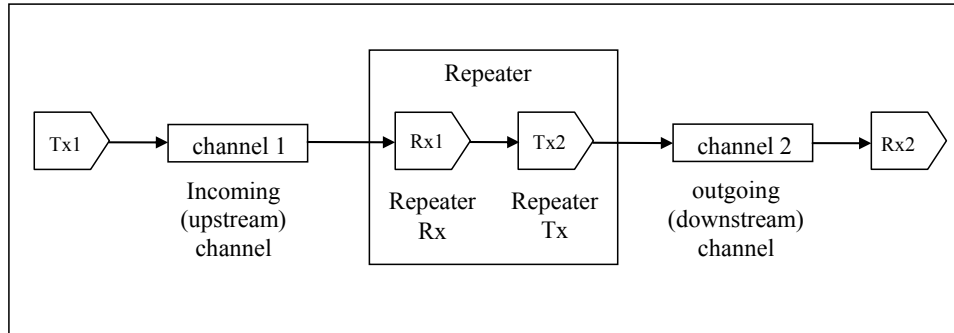 Repeater
Tx1
channel 1
Rx1
Tx2
channel 2
Rx2
Incoming
(upstream)
channel
Repeater
Rx
Repeater
Tx
outgoing
(downstream)
channel